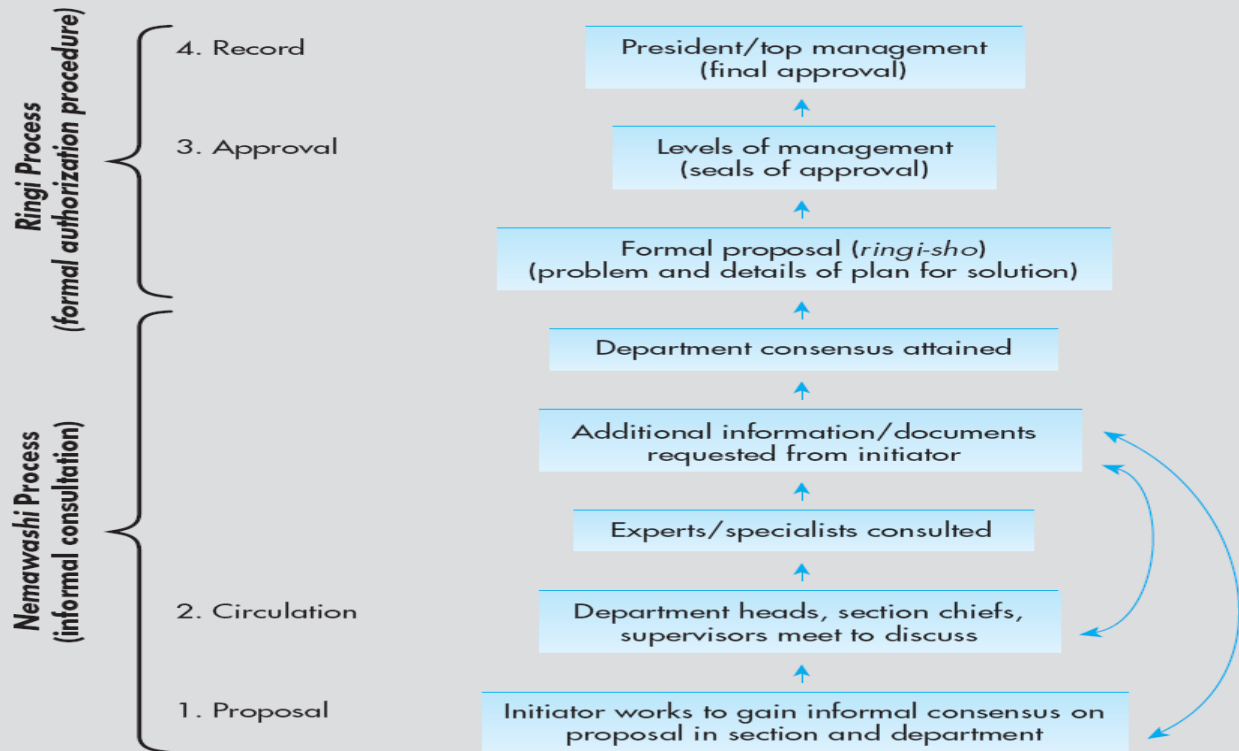 Ringi Process
(formal authorization procedure)
4. Record
President/top management
(final approval)
3. Approval
Levels of management
(seals of approval)
Formal proposal (ringi-sho)
(problem and details of plan for solution)
Nemawashi Process
(informal consultation)
Department consensus attained
Additional information/documents
requested from initiator
Experts/specialists consulted
2. Circulation
Department heads, section chiefs,
supervisors meet to discuss
1. Proposal
Initiator works to gain informal consensus on
proposal in section and department